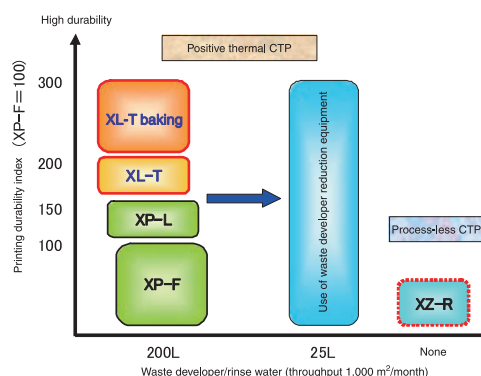 High durability
Positive thermal CTP
Printing durability index (XP-F=100)
300
200
150
100
XL-T baking
XL-T
XP-L
XP-F
Use of waste developer reduction equipment
Process-less CTP
XZ-R
200L
25L
None
Waste developer/rinse water (throughput 1.000 m²/month)